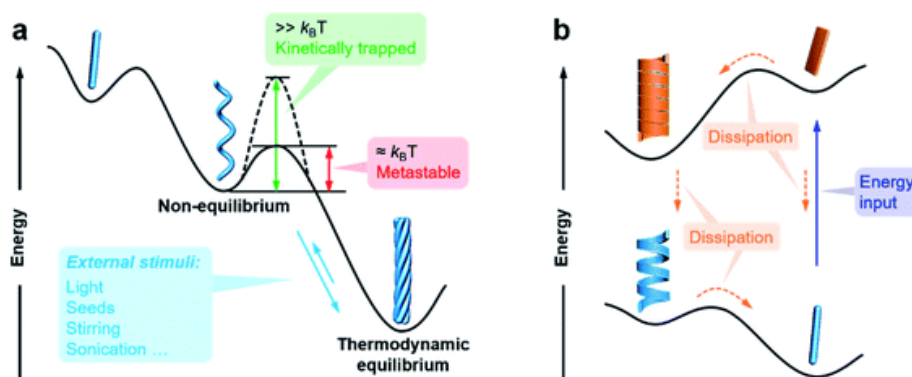 a
>> kBT
Kinetically trapped
≈ kBT
Metastable
Non-equilibrium
Energy
External stimuli:
Light
Seeds
Stirring
Sonication ...
Thermodynamic
equilibrium
b
Dissipation
Energy
input
Dissipation
Energy